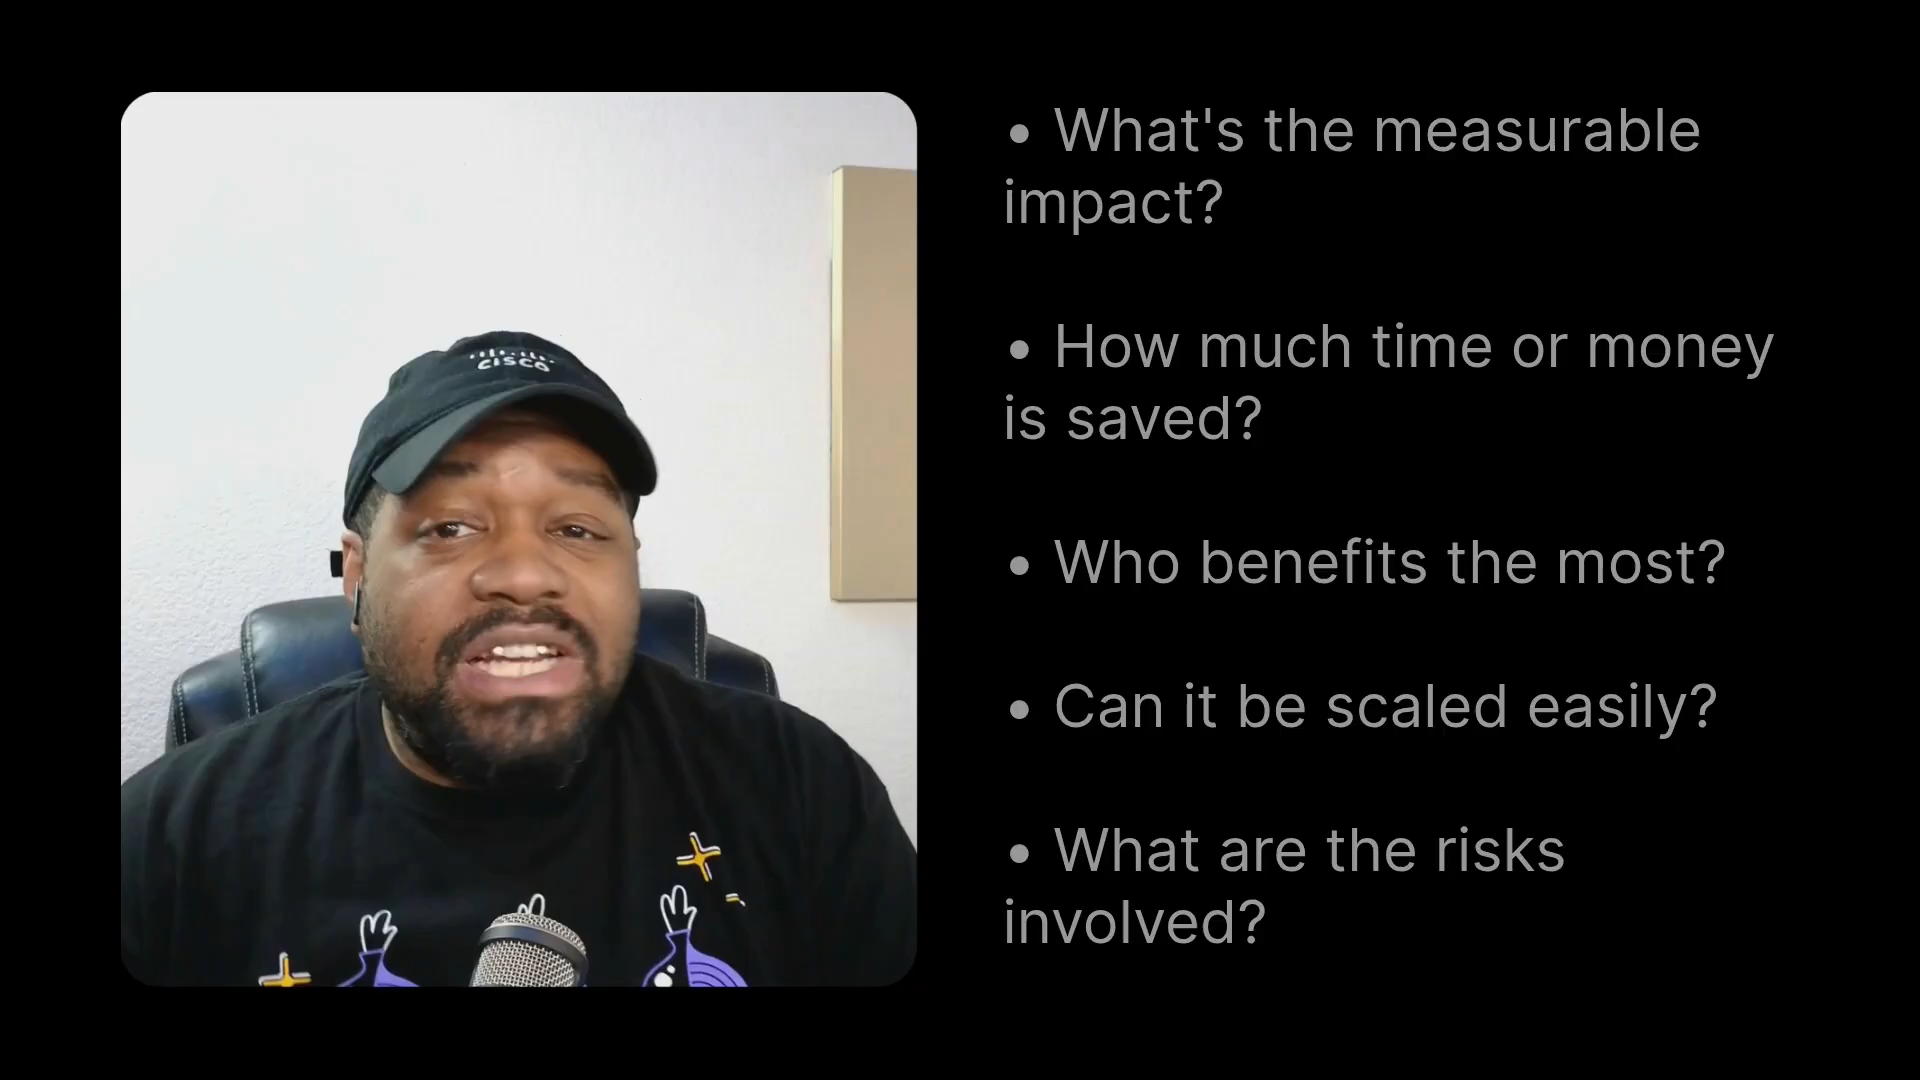 CISCO
• What's the measurable
impact?
• How much time or money
is saved?
• Who benefits the most?
• Can it be scaled easily?
• What are the risks
involved?